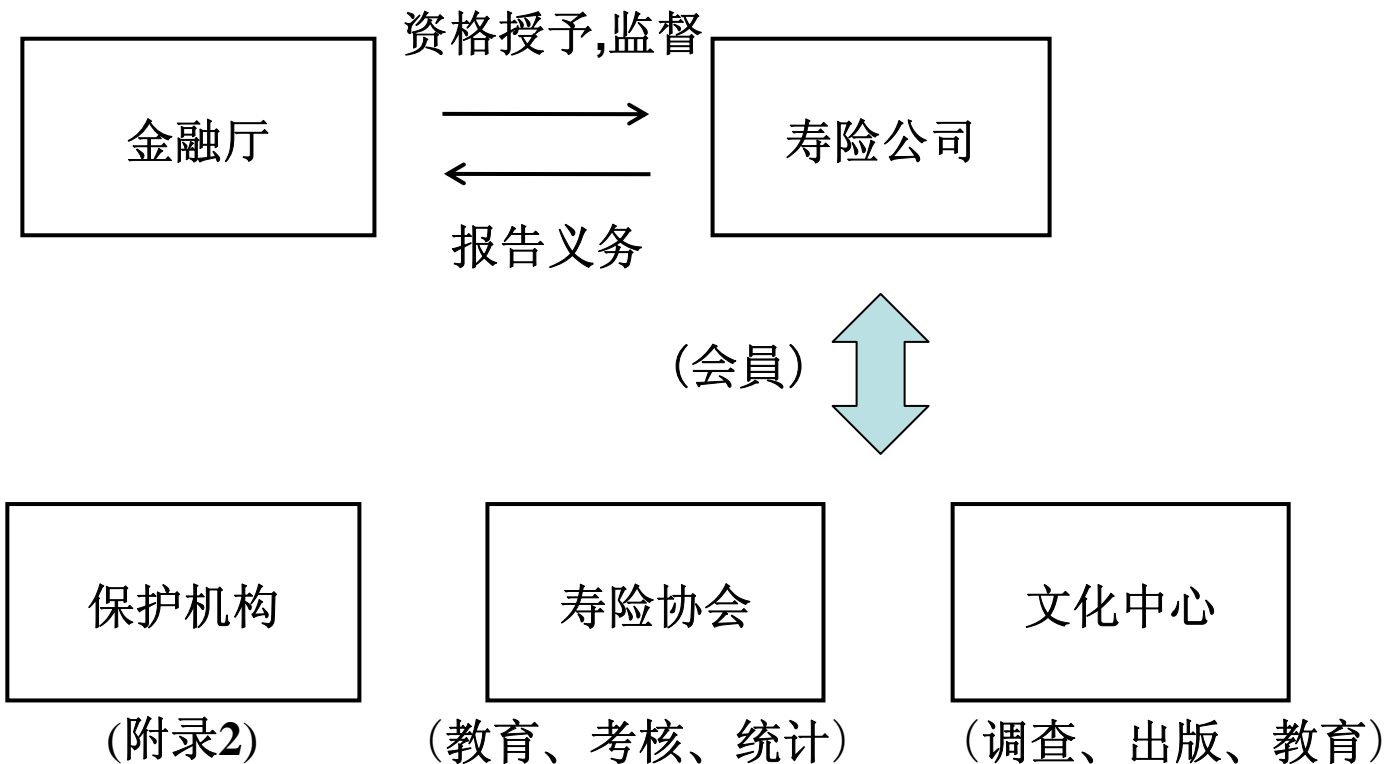 资格授予,监督
金融厅
寿险公司
报告义务
(会員)
保护机构
寿险协会
文化中心
(附录2)
（教育、考核、统计）
（调查、出版、教育）